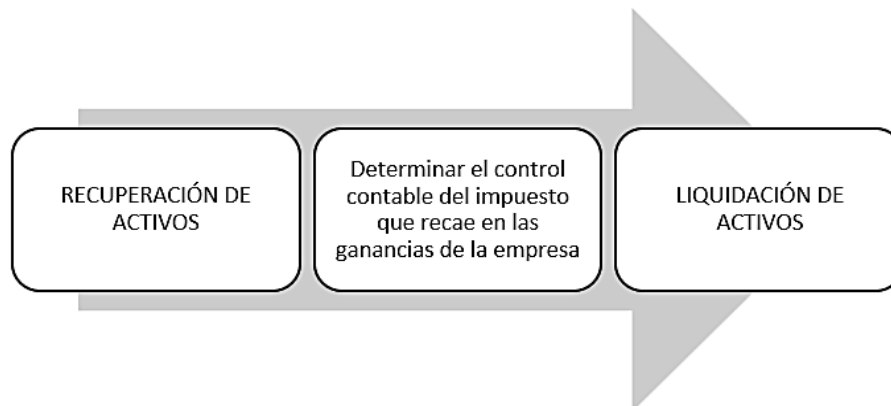 RECUPERACIÓN DE
ACTIVOS
Determinar el control
contable del impuesto
que recae en las
ganancias de la empresa
LIQUIDACIÓN DE
ACTIVOS